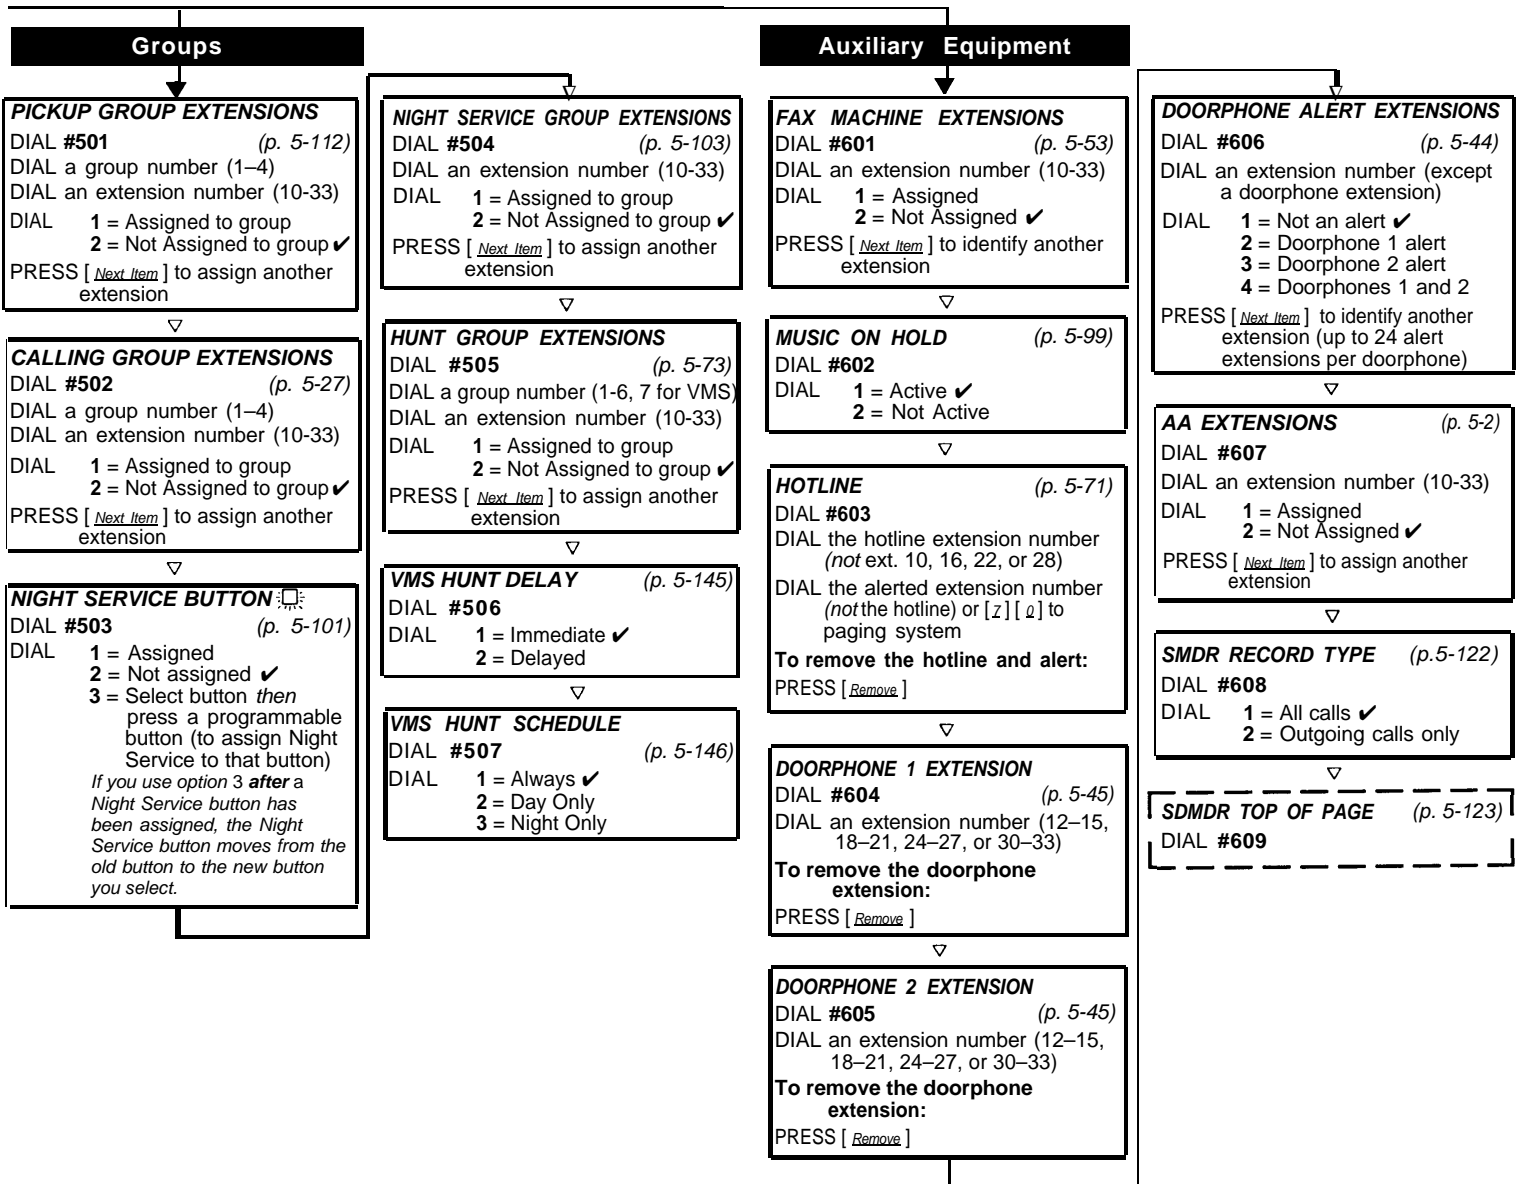 Groups
PICKUP GROUP EXTENSIONS
DIAL #501 (p. 5-112)
DIAL a group number (1–4)
DIAL an extension number (10-33)
DIAL 1 = Assigned to group
2 = Not Assigned to group ✔
PRESS [ Next Item ] to assign another
extension
CALLING GROUP EXTENSIONS
DIAL #502 (p. 5-27)
DIAL a group number (1–4)
DIAL an extension number (10-33)
DIAL 1 = Assigned to group
2 = Not Assigned to group ✔
PRESS [ Next Item ] to assign another
extension
NIGHT SERVICE BUTTON
DIAL #503 (p. 5-101)
DIAL 1 = Assigned
2 = Not assigned ✔
3 = Select button then
press a programmable
button (to assign Night
Service to that button)
If you use option 3 after a
Night Service button has
been assigned, the Night
Service button moves from the
old button to the new button
you select.
NIGHT SERVICE GROUP EXTENSIONS
DIAL #504 (p. 5-103)
DIAL an extension number (10-33)
DIAL 1 = Assigned to group
2 = Not Assigned to group ✔
PRESS [ Next Item ] to assign another
extension
HUNT GROUP EXTENSIONS
DIAL #505 (p. 5-73)
DIAL a group number (1-6, 7 for VMS)
DIAL an extension number (10-33)
DIAL 1 = Assigned to group
2 = Not Assigned to group ✔
PRESS [ Next Item ] to assign another
extension
VMS HUNT DELAY (p. 5-145)
DIAL #506
DIAL 1 = Immediate ✔
2 = Delayed
VMS HUNT SCHEDULE
DIAL #507 (p. 5-146)
DIAL 1 = Always ✔
2 = Day Only
3 = Night Only
Auxiliary Equipment
FAX MACHINE EXTENSIONS
DIAL #601 (p. 5-53)
DIAL an extension number (10-33)
DIAL 1 = Assigned
2 = Not Assigned ✔
PRESS [ Next Item ] to identify another
extension
MUSIC ON HOLD (p. 5-99)
DIAL #602
DIAL 1 = Active ✔
2 = Not Active
HOTLINE (p. 5-71)
DIAL #603
DIAL the hotline extension number
(not ext. 10, 16, 22, or 28)
DIAL the alerted extension number
(not the hotline) or [ 7 ] [ 0 ] to
paging system
To remove the hotline and alert:
PRESS [ Remove ]
DOORPHONE 1 EXTENSION
DIAL #604 (p. 5-45)
DIAL an extension number (12–15,
18–21, 24–27, or 30–33)
To remove the doorphone
extension:
PRESS [ Remove ]
DOORPHONE 2 EXTENSION
DIAL #605 (p. 5-45)
DIAL an extension number (12–15,
18–21, 24–27, or 30–33)
To remove the doorphone
extension:
PRESS [ Remove ]
DOORPHONE ALERT EXTENSIONS
DIAL #606 (p. 5-44)
DIAL an extension number (except
a doorphone extension)
DIAL 1 = Not an alert ✔
2 = Doorphone 1 alert
3 = Doorphone 2 alert
4 = Doorphones 1 and 2
PRESS [ Next Item ] to identify another
extension (up to 24 alert
extensions per doorphone)
AA EXTENSIONS (p. 5-2)
DIAL #607
DIAL an extension number (10-33)
DIAL 1 = Assigned
2 = Not Assigned ✔
PRESS [ Next Item ] to assign another
extension
SMDR RECORD TYPE (p.5-122)
DIAL #608
DIAL 1 = All calls ✔
2 = Outgoing calls only
SDMDR TOP OF PAGE (p. 5-123)
DIAL #609